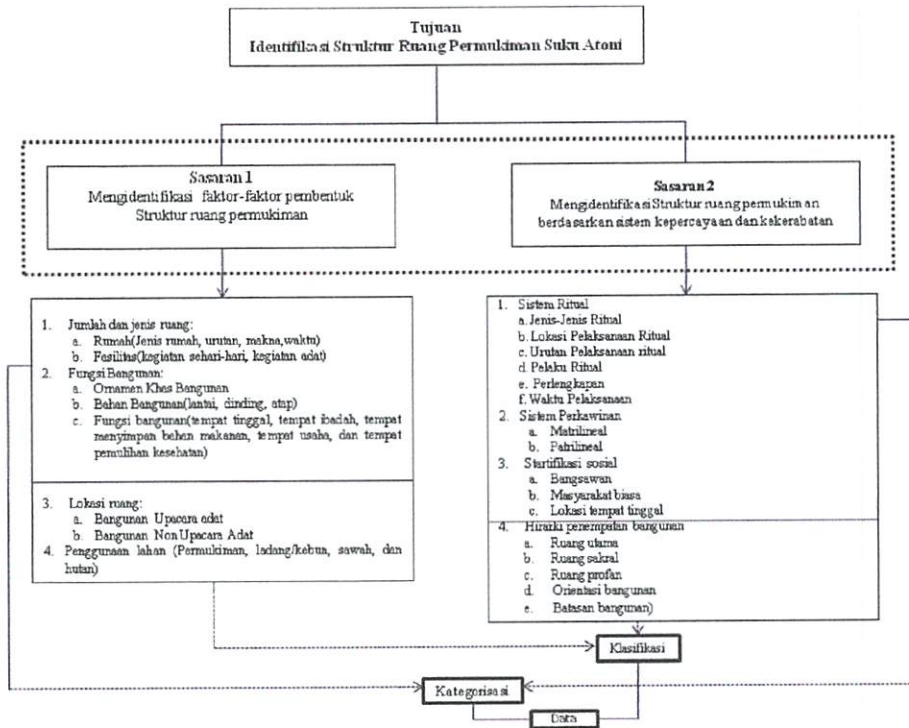 Tujuan
Identifikasi Struktur Ruang Permukiman Suku Atoni
Sasaran 1
Mengidentifikasi faktor-faktor pembentuk
Struktur ruang permukiman
Sasaran 2
Mengidentifikasi Struktur ruang permukiman
berdasarkan sistem kepercayaan dan kekerabatan
1. Jumlah dan jenis ruang:
a. Rumah(Jenis rumah, urutan, makna,waktu)
b. Fasilitas(kegiatan sehari-hari, kegiatan adat)
2. Fungsi Bangunan:
a. Ornamen Khas Bangunan
b. Bahan Bangunan(lantai, dinding, atap)
c. Fungsi bangunan(tempat tinggal, tempat ibadah, tempat
menyimpan bahan makanan, tempat usaha, dan tempat
pemulihan kesehatan)
3. Lokasi ruang:
a. Bangunan Upacara adat
b. Bangunan Non Upacara Adat
4. Penggunaan lahan (Permukiman, ladang/kebun, sawah, dan
hutan)
1. Sistem Ritual
a. Jenis-Jenis Ritual
b. Lokasi Pelaksanaan Ritual
c. Urutan Pelaksanaan ritual
d. Pelaku Ritual
e. Perlengkapan
f. Waktu Pelaksanaan
2. Sistem Perkawinan
a. Matrilineal
b. Patrilineal
3. Startifikasi sosial
a. Bangsawan
b. Masyarakat biasa
c. Lokasi tempat tinggal
4. Hirarki penempatan bangunan
a. Ruang utama
b. Ruang sakral
c. Ruang profan
d. Orientasi bangunan
e. Batasan bangunan)
Klasifikasi
Kategorisasi
Data